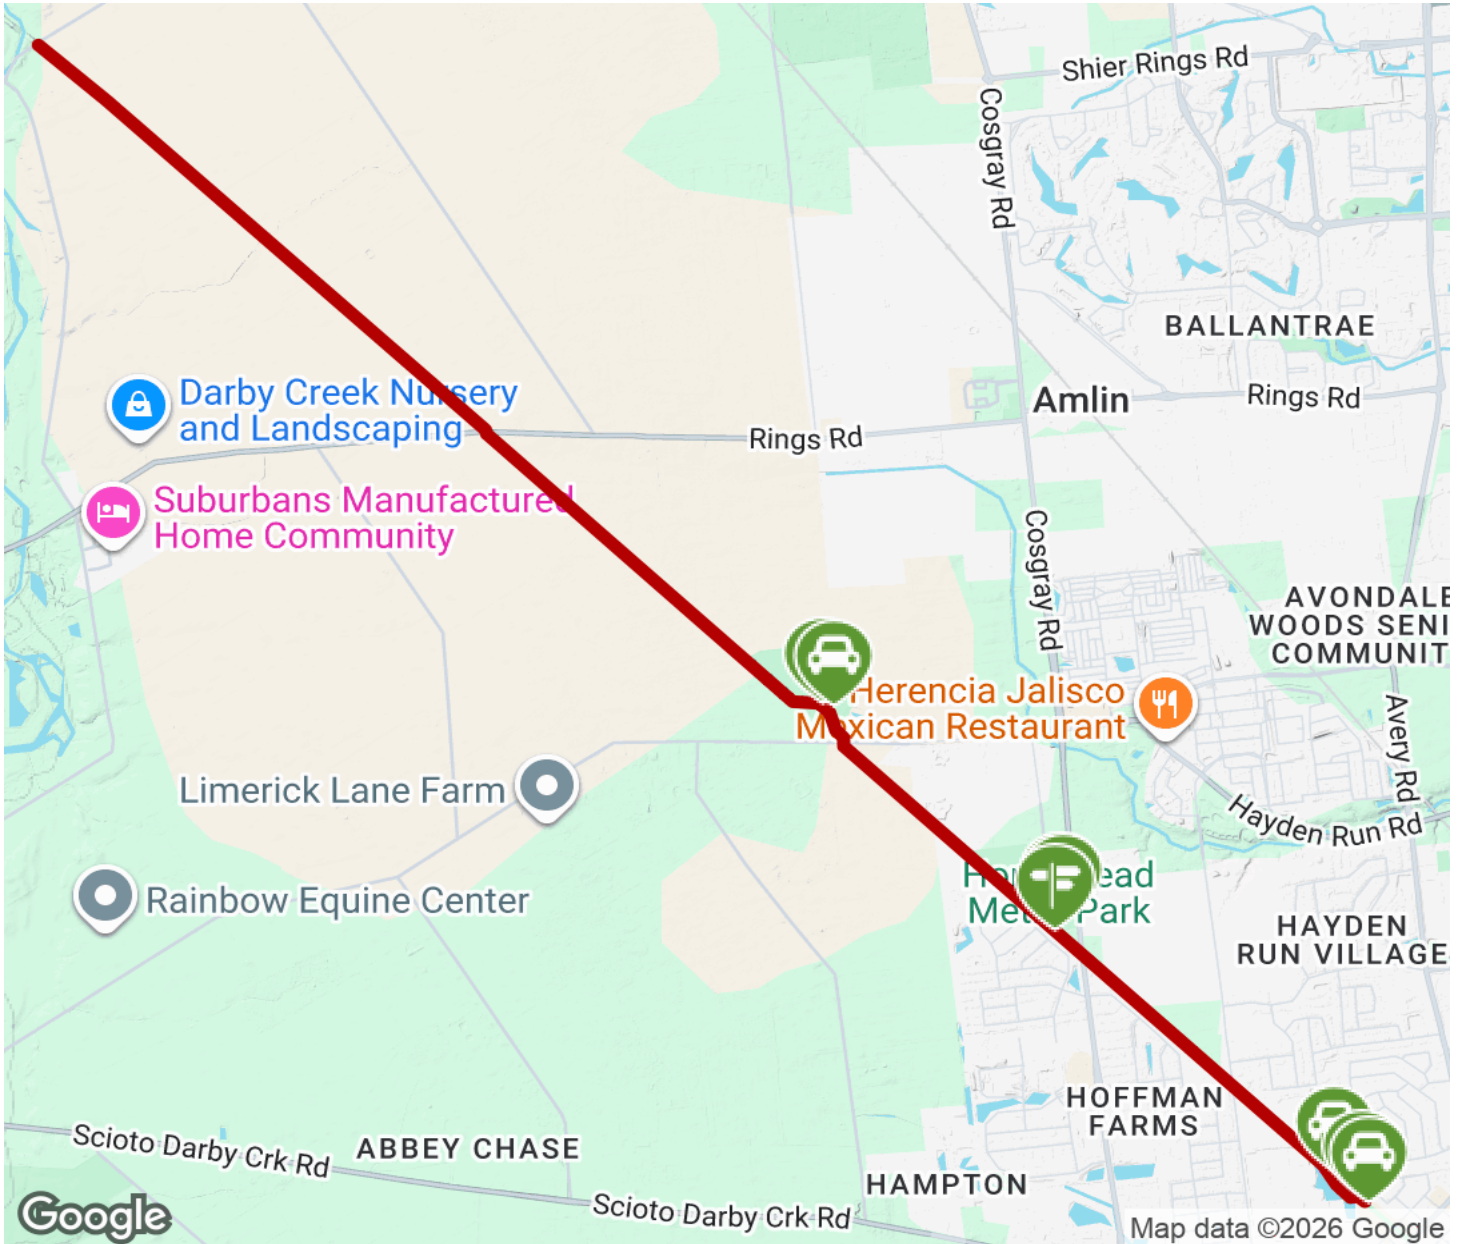 Shier Rings Rd
Cosgray Rd
BALLANTRAE
Darby Creek Nursery
and Landscaping
Amlin
Rings Rd
Rings Rd
Suburbans Manufactured
Home Community
Cosgray Rd
AVONDALE
WOODS SENI
COMMUNIT
Herencia Jalisco
Mexican Restaurant
Avery Rd
Limerick Lane Farm
Hayden Run Rd
Rainbow Equine Center
Park
HAYDEN
RUN VILLAGE
HOFFMAN
FARMS
Scioto Darby Crk Rd
ABBEY CHASE
HAMPTON
Scioto Darby Crk Rd
Google
Map data ©2026 Google